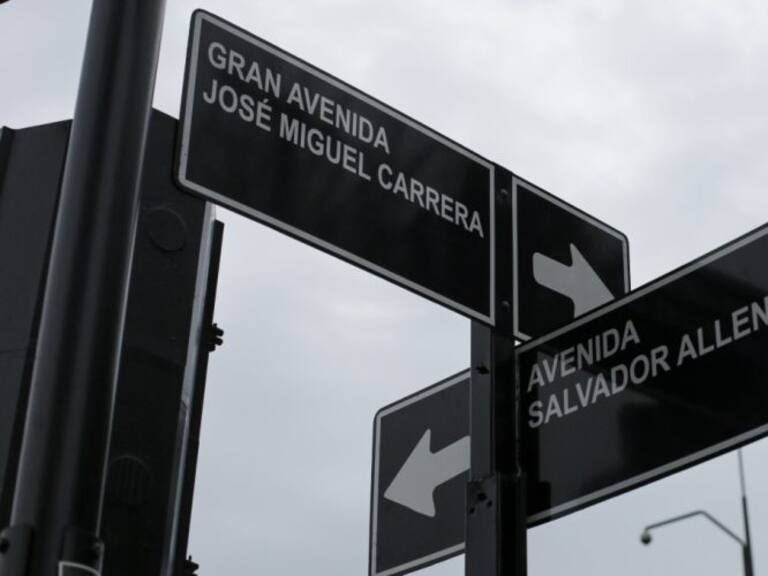 GRAN AVENIDA
JOSÉ MIGUEL CARRERA
AVENIDA
SALVADOR ALLEN